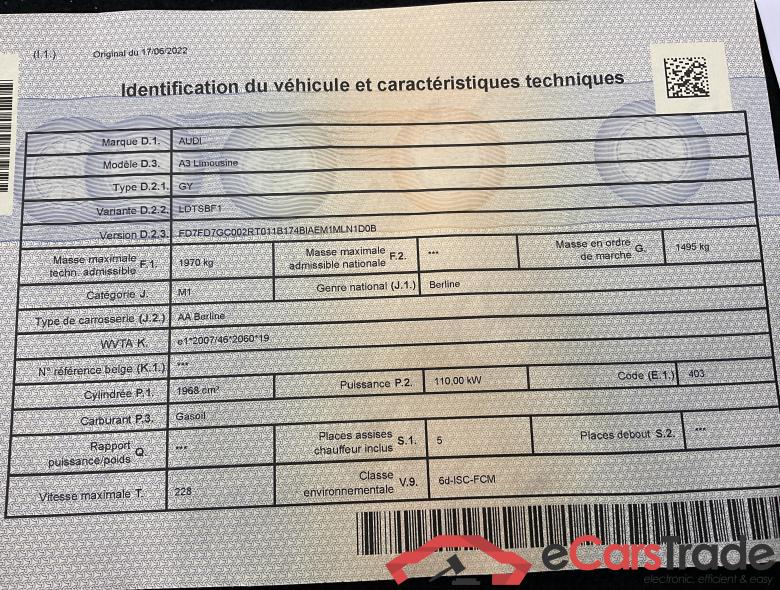 (I.1.) Original du 17/06/2022
Identification du véhicule et caractéristiques techniques
Marque D.1. AUDI
Modèle D.3. A3 Limousine
Type D.2.1. GY
Variante D.2.2. LDTSBF1
Version D.2.3. FD7FD7GC002RT011B174BIAEM1MLN1D0B
Masse maximale techn. admissible F.1. 1970 kg Masse maximale admissible nationale F.2. *** Masse en ordre de marche G. 1495 kg
Catégorie J. M1 Genre national (J.1.) Berline
Type de carrosserie (J.2.) AA Berline
WVTA K. e1*2007/46*2060*19
N° référence belge (K.1.) ***
Cylindrée P.1. 1968 cm³ Puissance P.2. 110,00 kW Code (E.1.) 403
Carburant P.3. Gasoil
Rapport puissance/poids Q. *** Places assises chauffeur inclus S.1. 5 Places debout S.2. ***
Vitesse maximale T. 228 Classe environnementale V.9. 6d-ISC-FCM
eCarsTrade
electronic, efficient & easy